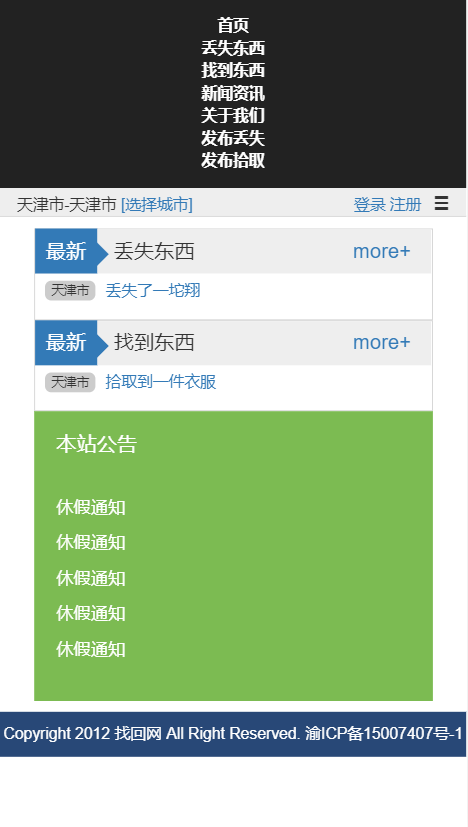 首页
丢失东西
找到东西
新闻资讯
关于我们
发布丢失
发布拾取
天津市-天津市 [选择城市] 登录 注册 ☰
最新 丢失东西 more+
天津市 丢失了一坨翔
最新 找到东西 more+
天津市 拾取到一件衣服
本站公告
休假通知
休假通知
休假通知
休假通知
休假通知
Copyright 2012 找回网 All Right Reserved. 渝ICP备15007407号-1